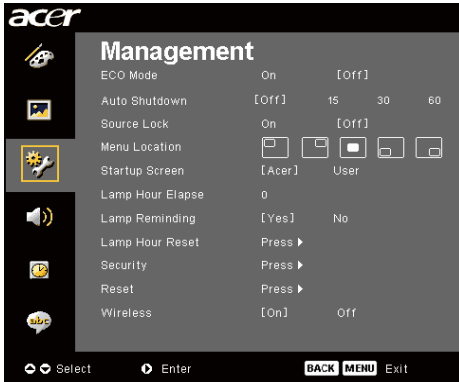 acer
Management
ECO Mode On [Off]
Auto Shutdown [Off] 15 30 60
Source Lock On [Off]
Menu Location
Startup Screen [Acer] User
Lamp Hour Elapse 0
Lamp Reminding [Yes] No
Lamp Hour Reset Press
Security Press
Reset Press
Wireless [On] Off
abc
Select Enter BACK MENU Exit